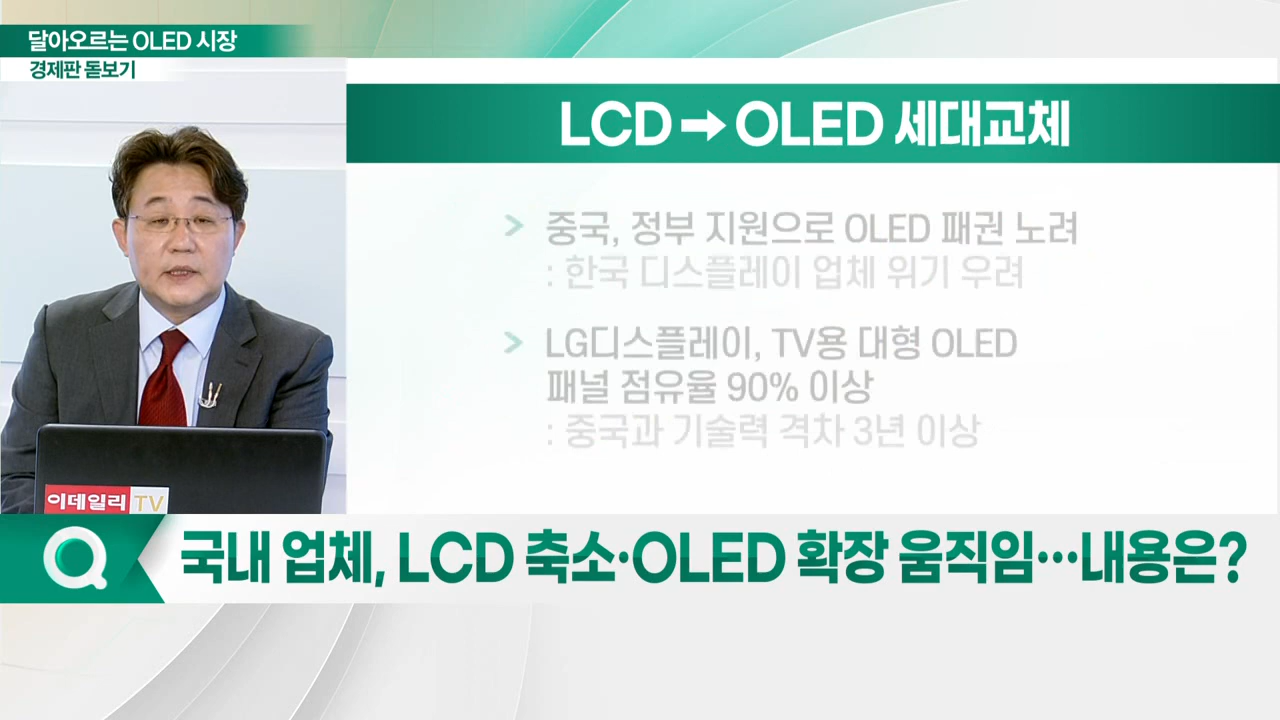 달아오르는 OLED 시장
경제판 돋보기
LCD➡OLED 세대교체
> 중국, 정부 지원으로 OLED 패권 노려
: 한국 디스플레이 업체 위기 우려
> LG디스플레이, TV용 대형 OLED
패널 점유율 90% 이상
: 중국과 기술력 격차 3년 이상
이데일리 TV
국내 업체, LCD 축소·OLED 확장 움직임…내용은?